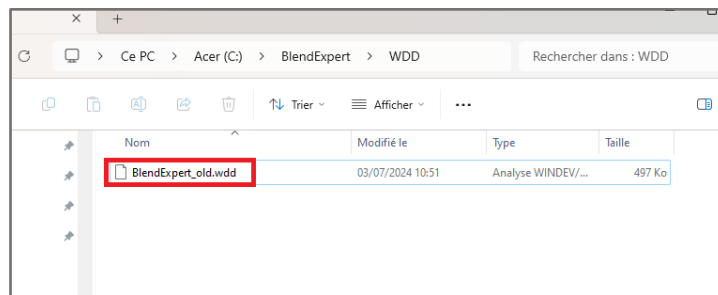 Ce PC > Acer (C:) > BlendExpert > WDD
Rechercher dans : WDD
Trier
Afficher
Nom Modifié le Type Taille
BlendExpert_old.wdd 03/07/2024 10:51 Analyse WINDEV/... 497 Ko